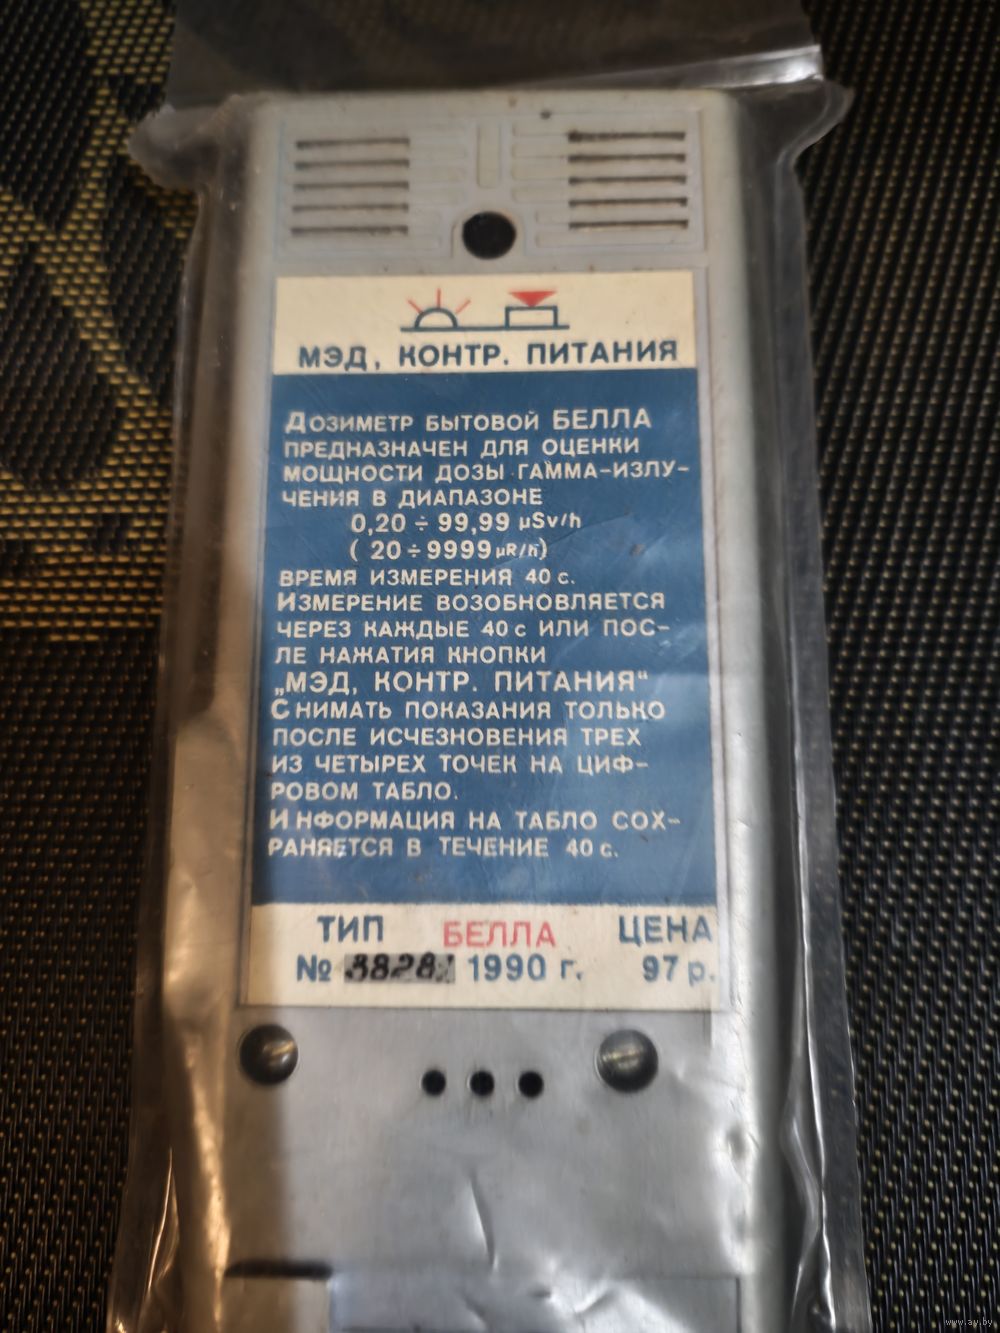 МЭД, КОНТР. ПИТАНИЯ
ДОЗИМЕТР БЫТОВОЙ БЕЛЛА
ПРЕДНАЗНАЧЕН ДЛЯ ОЦЕНКИ
МОЩНОСТИ ДОЗЫ ГАММА-ИЗЛУ-
ЧЕНИЯ В ДИАПАЗОНЕ
0,20 ÷ 99,99 µSv/h
( 20 ÷ 9999 µR/h)
ВРЕМЯ ИЗМЕРЕНИЯ 40 с.
ИЗМЕРЕНИЕ ВОЗОБНОВЛЯЕТСЯ
ЧЕРЕЗ КАЖДЫЕ 40 с ИЛИ ПОС-
ЛЕ НАЖАТИЯ КНОПКИ
„МЭД, КОНТР. ПИТАНИЯ“
СНИМАТЬ ПОКАЗАНИЯ ТОЛЬКО
ПОСЛЕ ИСЧЕЗНОВЕНИЯ ТРЕХ
ИЗ ЧЕТЫРЕХ ТОЧЕК НА ЦИФ-
РОВОМ ТАБЛО.
ИНФОРМАЦИЯ НА ТАБЛО СОХ-
РАНЯЕТСЯ В ТЕЧЕНИЕ 40 с.
ТИП БЕЛЛА ЦЕНА
№ 1990 г. 97 р.
www.ay.by